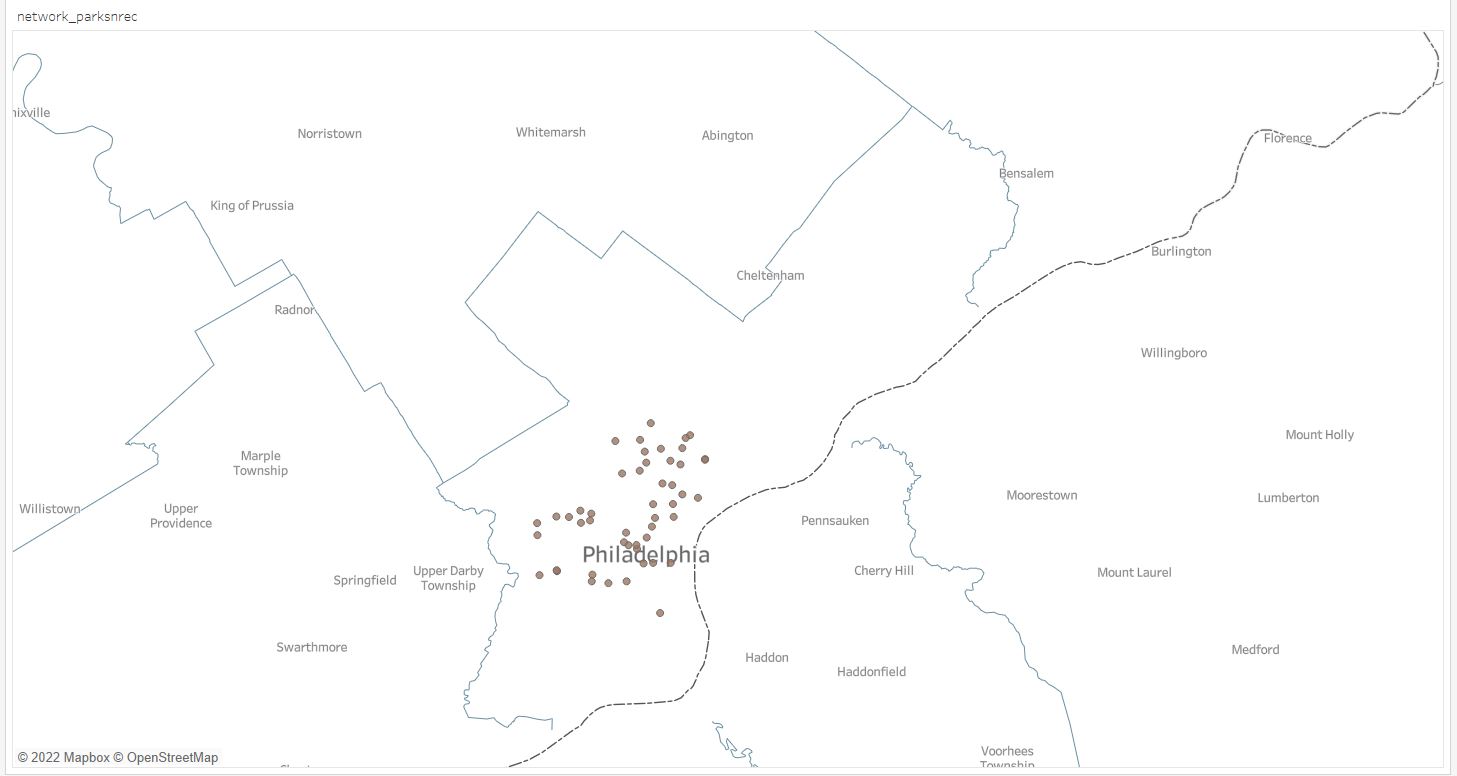 network_parksnrec
nixville
Norristown
Whitemarsh
Abington
Florence
Bensalem
King of Prussia
Burlington
Cheltenham
Radnor
Willingboro
Mount Holly
Marple
Township
Moorestown
Lumberton
Willistown
Upper
Providence
Pennsauken
Philadelphia
Springfield
Upper Darby
Township
Cherry Hill
Mount Laurel
Swarthmore
Medford
Haddon
Haddonfield
Voorhees
Township
© 2022 Mapbox © OpenStreetMap